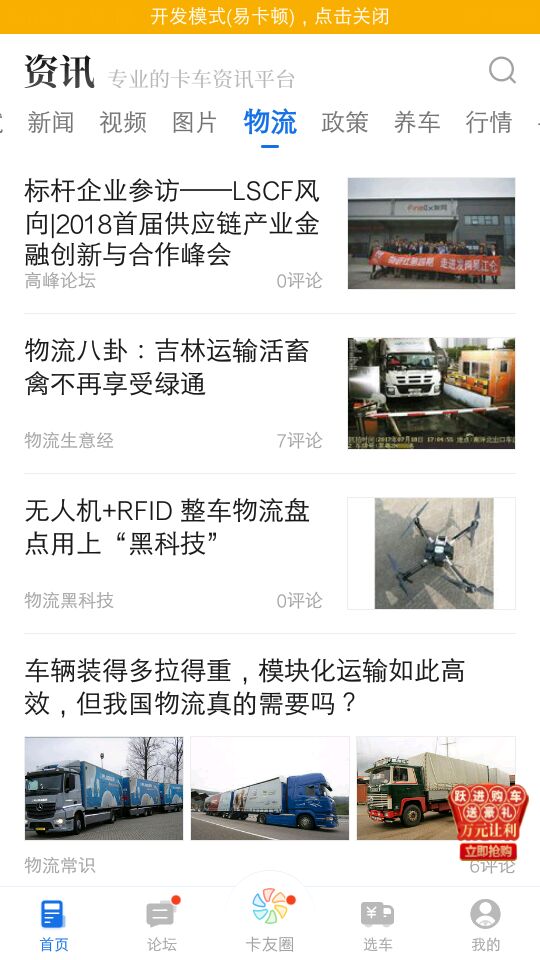 开发模式(易卡顿)，点击关闭
资讯 专业的卡车资讯平台
新闻 视频 图片 物流 政策 养车 行情
标杆企业参访——LSCF风
向|2018首届供应链产业金
融创新与合作峰会
高峰论坛 0评论
物流八卦：吉林运输活畜
禽不再享受绿通
物流生意经 7评论
无人机+RFID 整车物流盘
点用上“黑科技”
物流黑科技 0评论
车辆装得多拉得重，模块化运输如此高
效，但我国物流真的需要吗？
跃进购车
送豪礼
万元让利
立即抢购
物流常识 6评论
首页 论坛 卡友圈 选车 我的